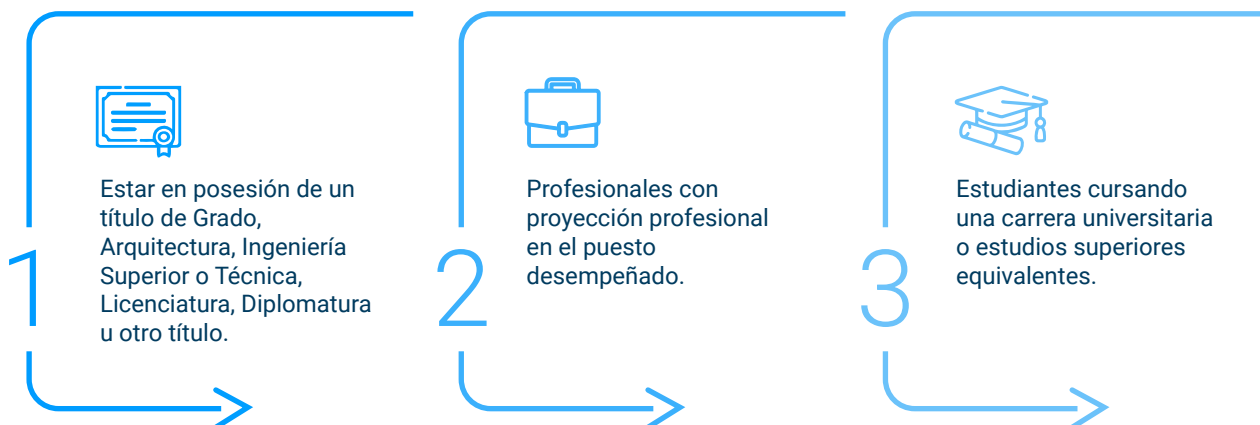 1
Estar en posesión de un
título de Grado,
Arquitectura, Ingeniería
Superior o Técnica,
Licenciatura, Diplomatura
u otro título.
2
Profesionales con
proyección profesional
en el puesto
desempeñado.
3
Estudiantes cursando
una carrera universitaria
o estudios superiores
equivalentes.